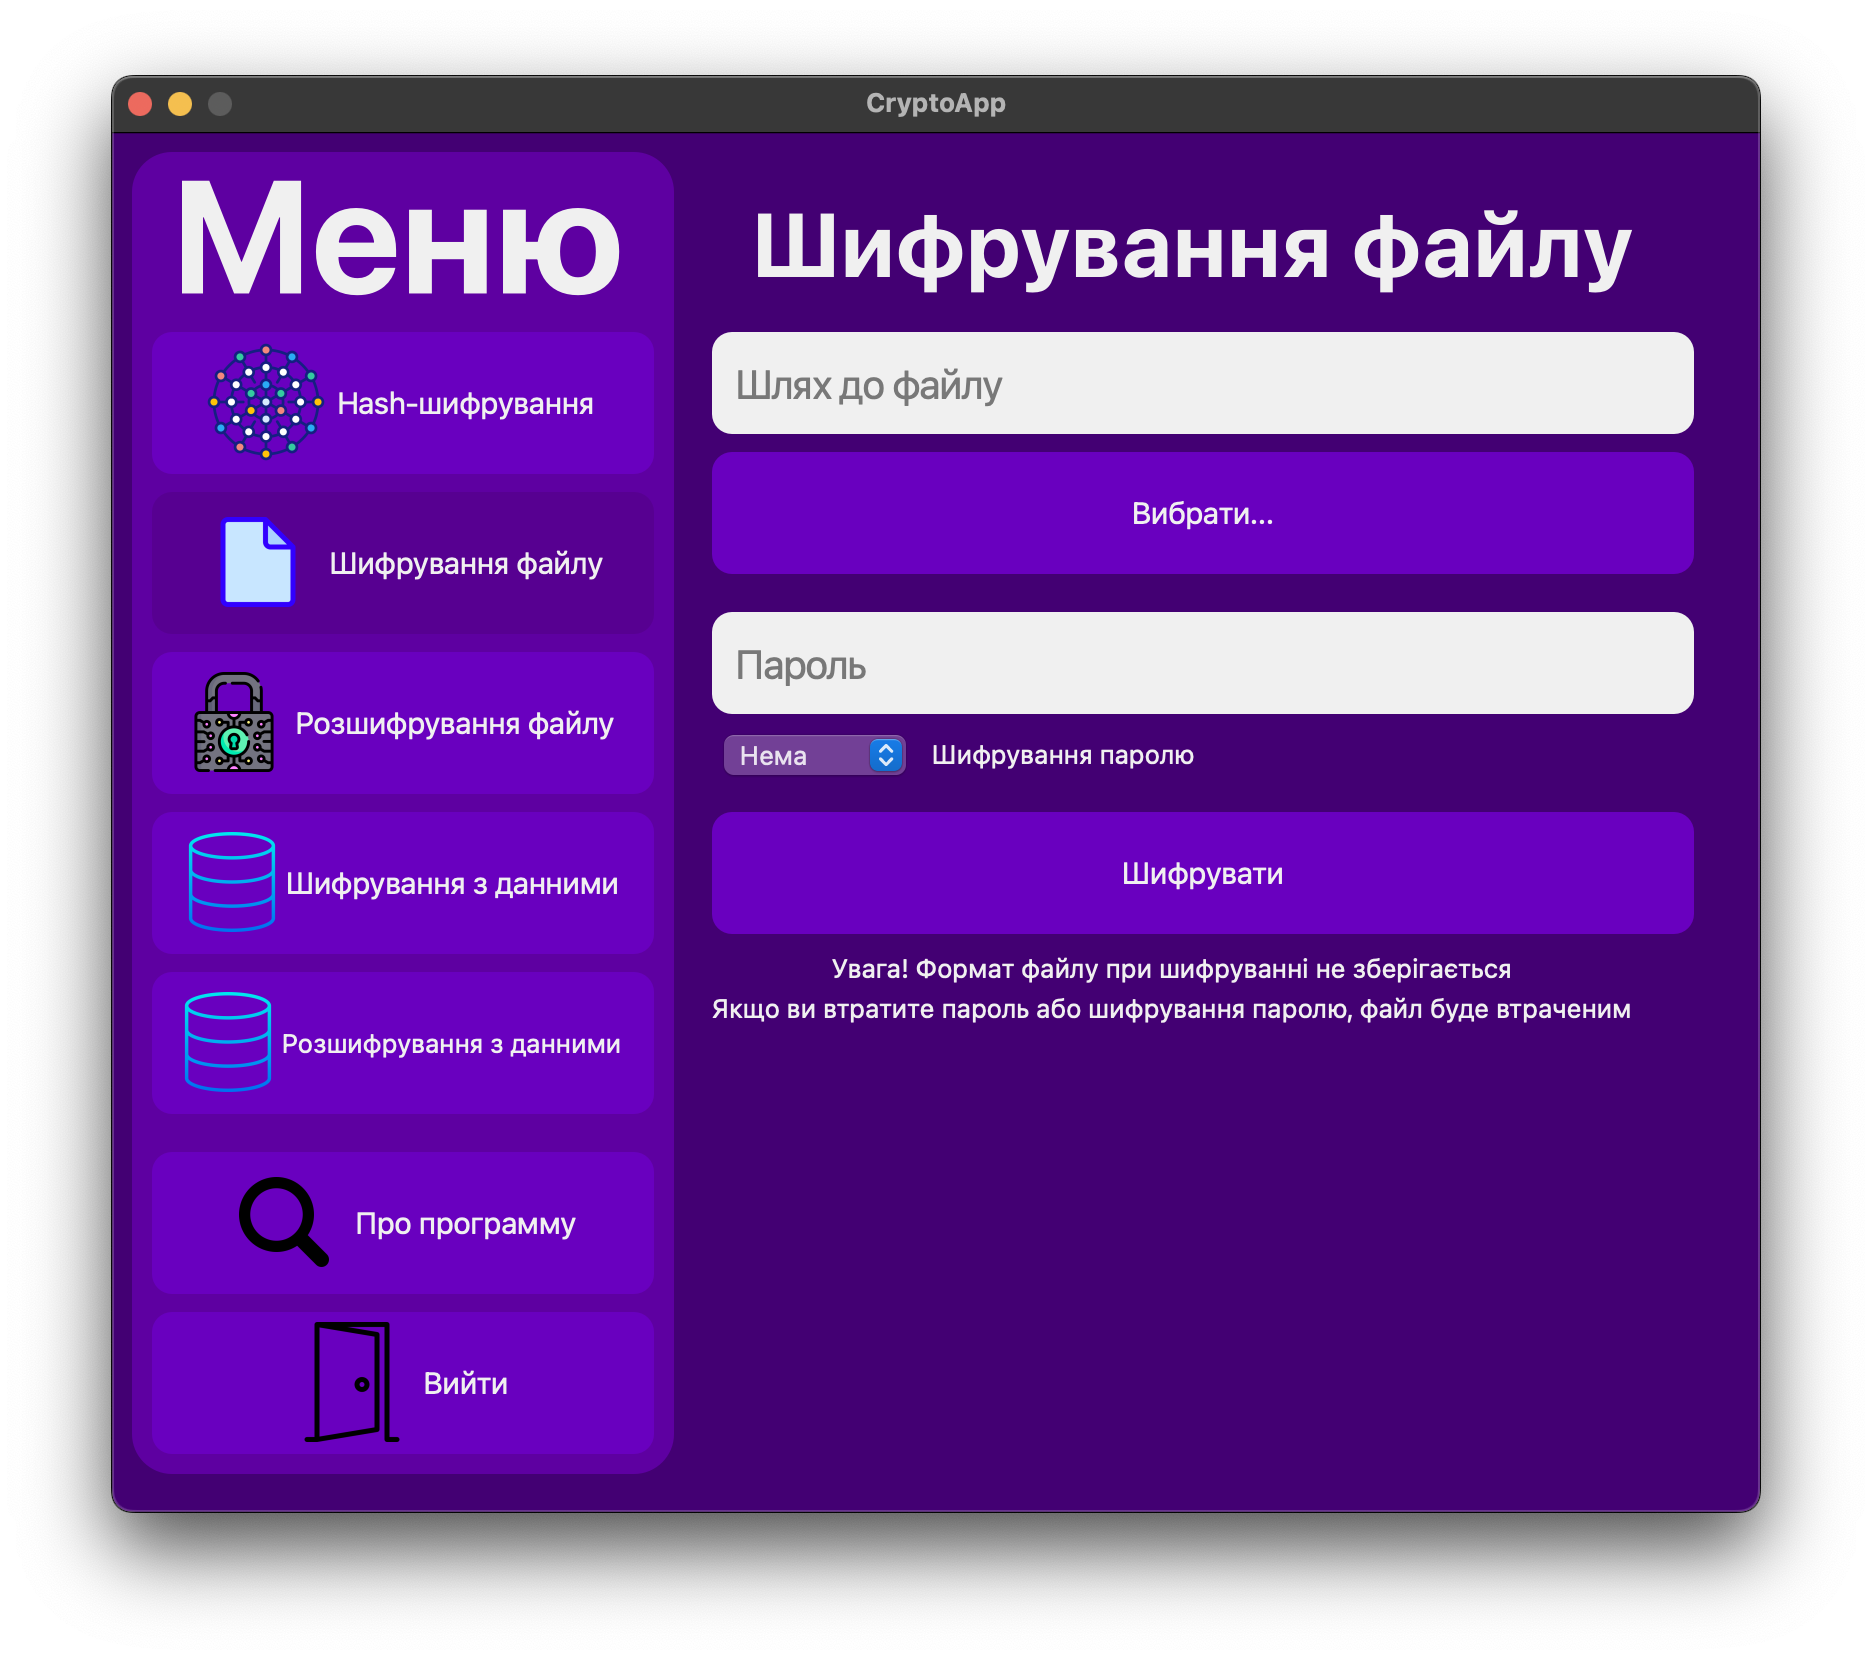 CryptoApp
Меню
Hash-шифрування
Шифрування файлу
Розшифрування файлу
Шифрування з данними
Розшифрування з данними
Про программу
Вийти
Шифрування файлу
Шлях до файлу
Вибрати...
Пароль
Нема Шифрування паролю
Шифрувати
Увага! Формат файлу при шифруванні не зберігається
Якщо ви втратите пароль або шифрування паролю, файл буде втраченим